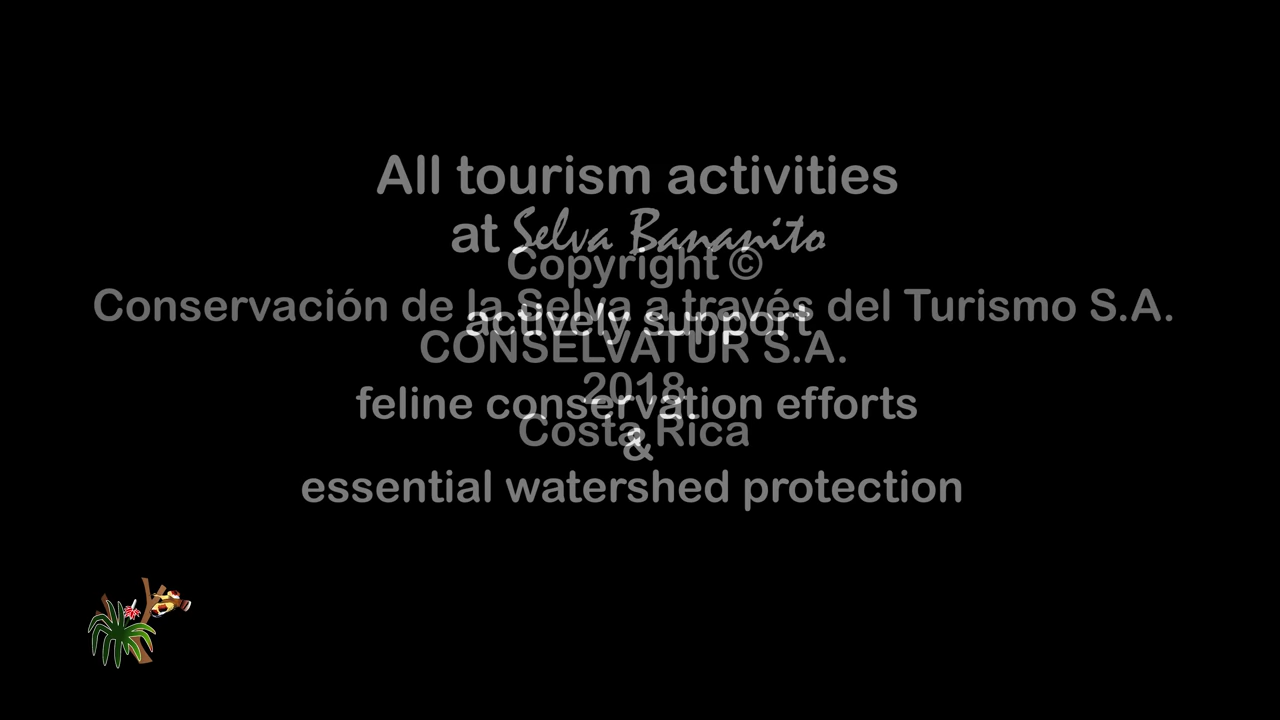 All tourism activities
at Selva Bananito
Copyright ©
Conservación de la Selva a través del Turismo S.A.
actively support
CONSELVATUR S.A.
2018.
feline conservation efforts
Costa Rica
&
essential watershed protection